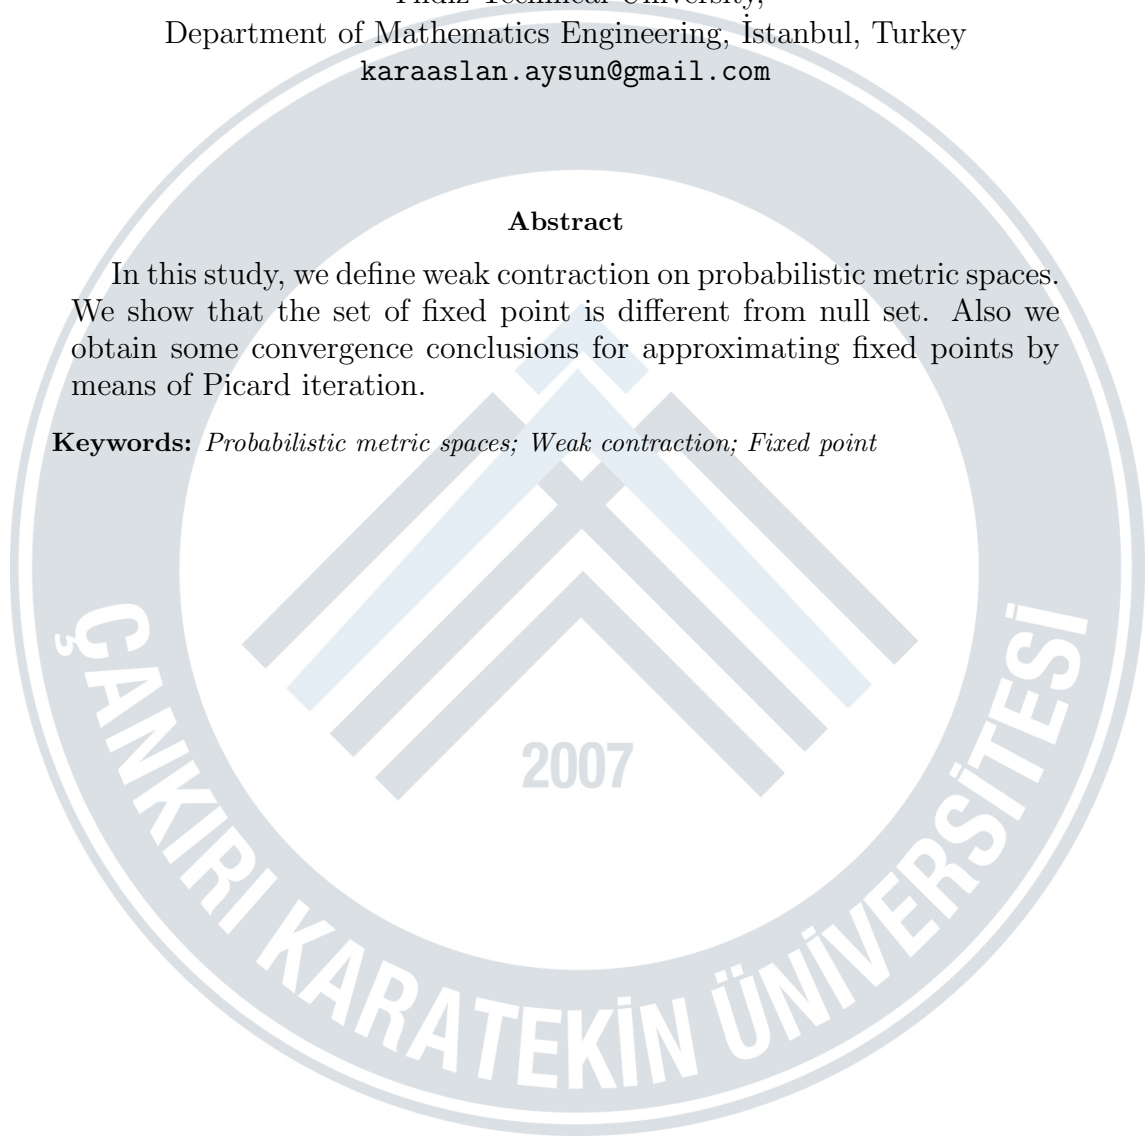 Yildiz Technical University,
Department of Mathematics Engineering, İstanbul, Turkey
karaaslan.aysun@gmail.com
Abstract
In this study, we define weak contraction on probabilistic metric spaces.
We show that the set of fixed point is different from null set. Also we
obtain some convergence conclusions for approximating fixed points by
means of Picard iteration.
Keywords: Probabilistic metric spaces; Weak contraction; Fixed point
2007
ÇANKIRI KARATEKİN ÜNİVERSİTESİ